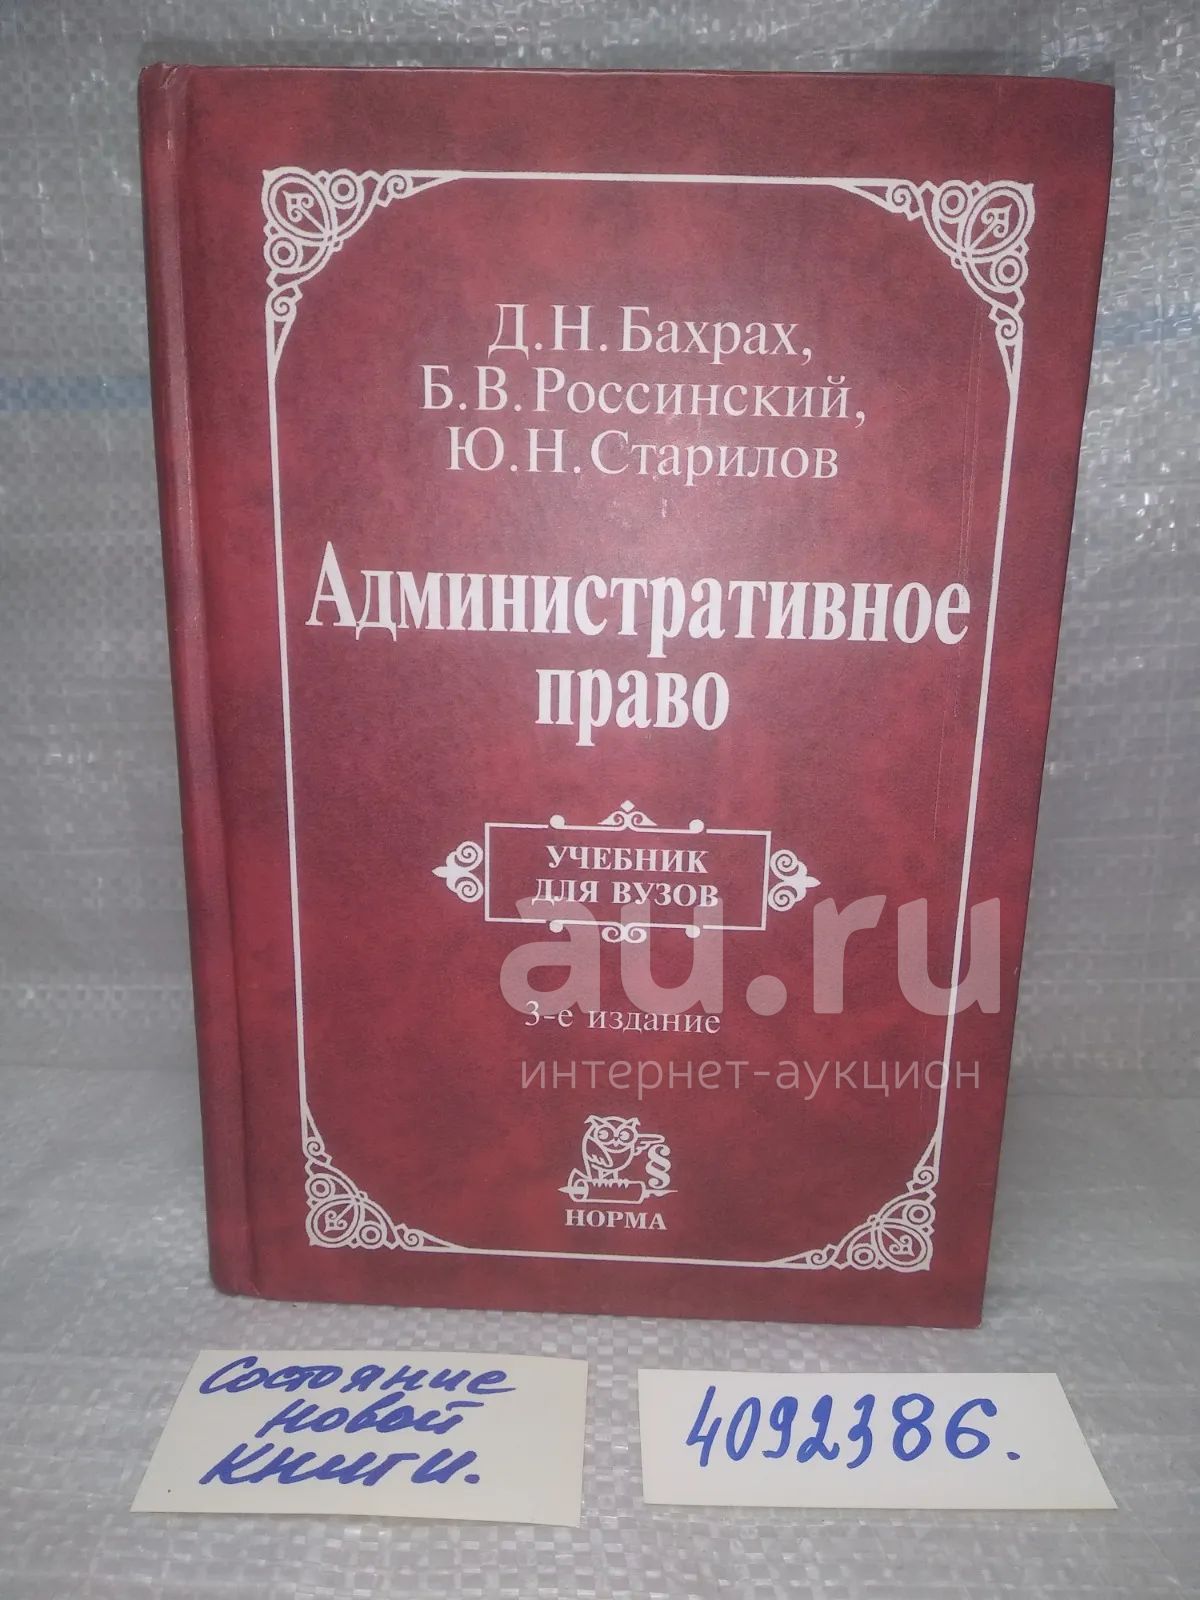 Д.Н.Бахрах,
Б.В.Россинский,
Ю.Н.Старилов
Административное
право
УЧЕБНИК
ДЛЯ ВУЗОВ
au.ru
3-е издание
интернет-аукцион
§
НОРМА
Состояние
новой
книги.
4092386.